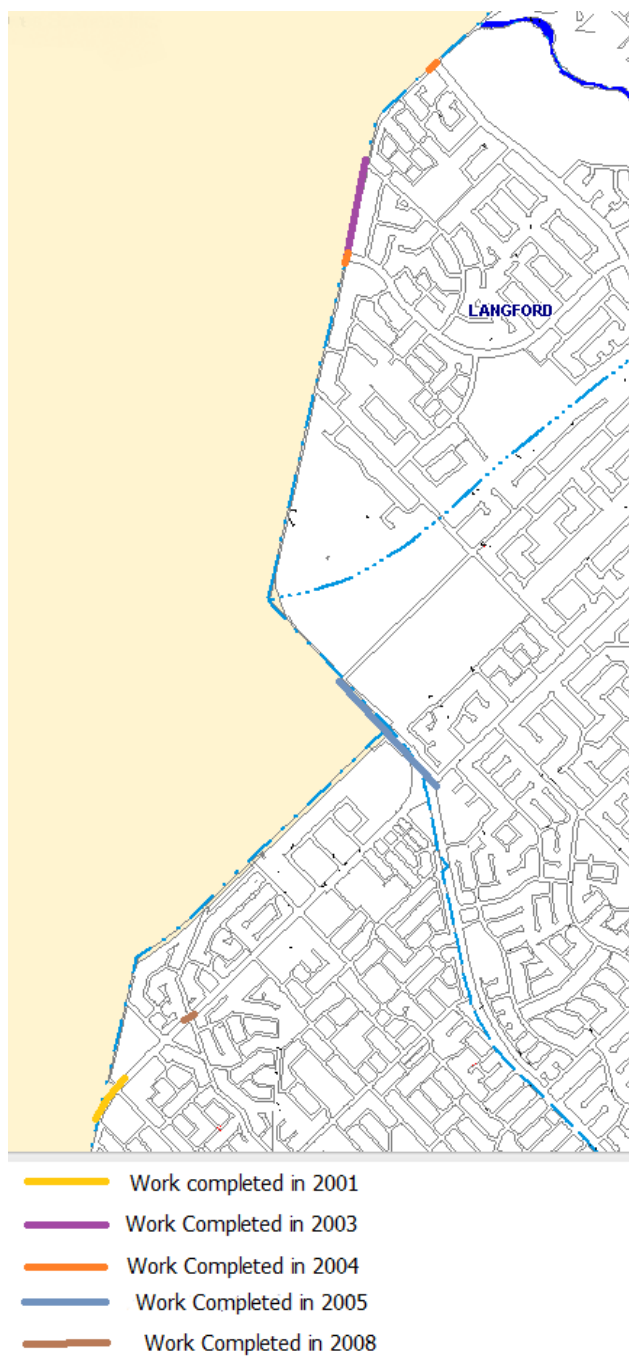 LANGFORD
Work completed in 2001
Work Completed in 2003
Work Completed in 2004
Work Completed in 2005
Work Completed in 2008